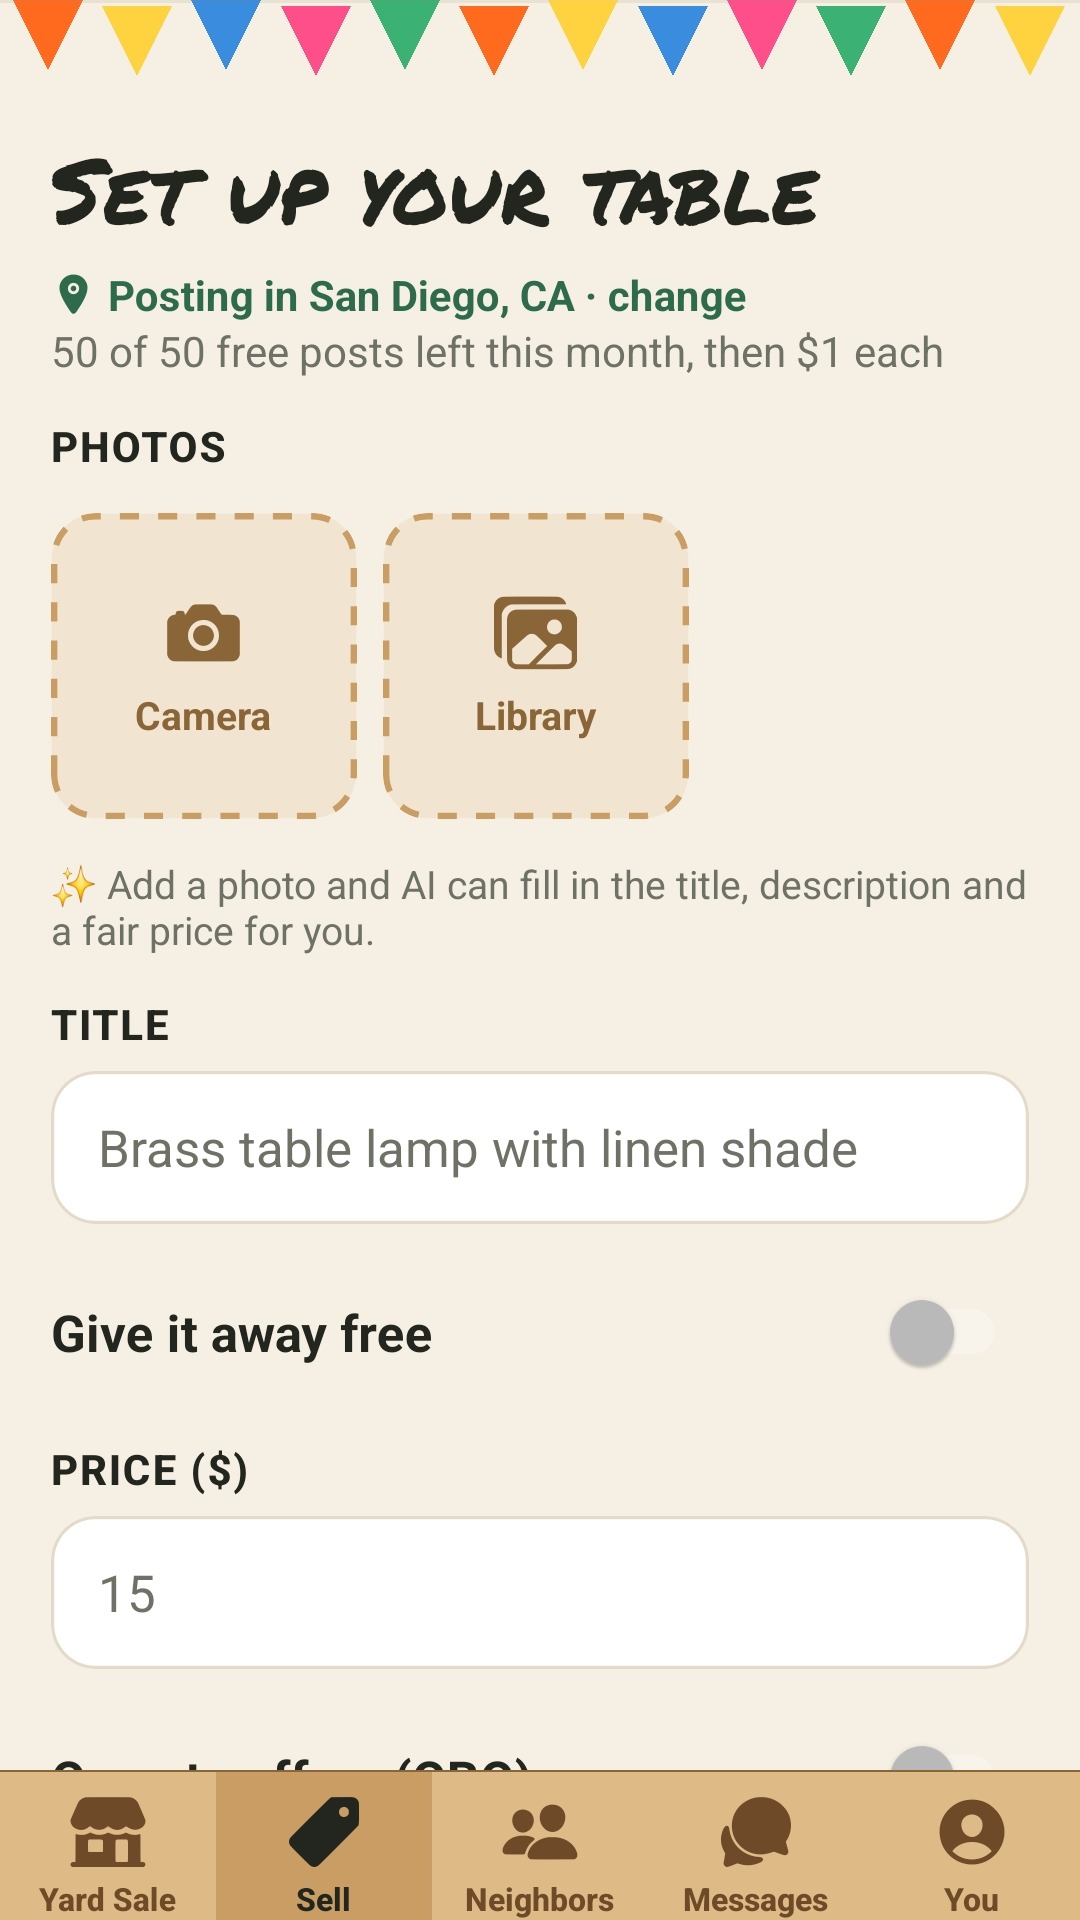 SET UP YOUR TABLE
Posting in San Diego, CA · change
50 of 50 free posts left this month, then $1 each
PHOTOS
Camera
Library
✨ Add a photo and AI can fill in the title, description and
a fair price for you.
TITLE
Brass table lamp with linen shade
Give it away free
PRICE ($)
15
Yard Sale
Sell
Neighbors
Messages
You